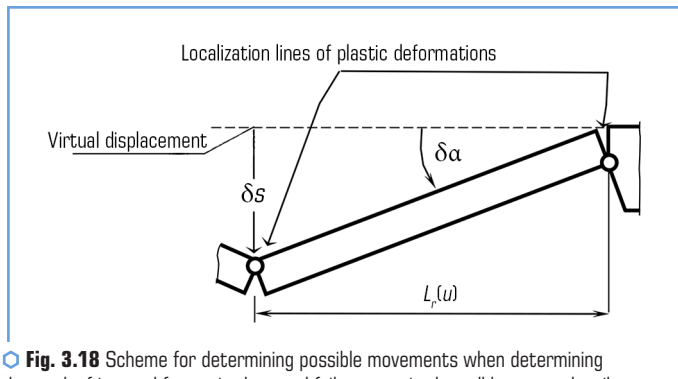 Localization lines of plastic deformations
Virtual displacement
δα
δs
Lᵣ(u)
Fig. 3.18 Scheme for determining possible movements when determining